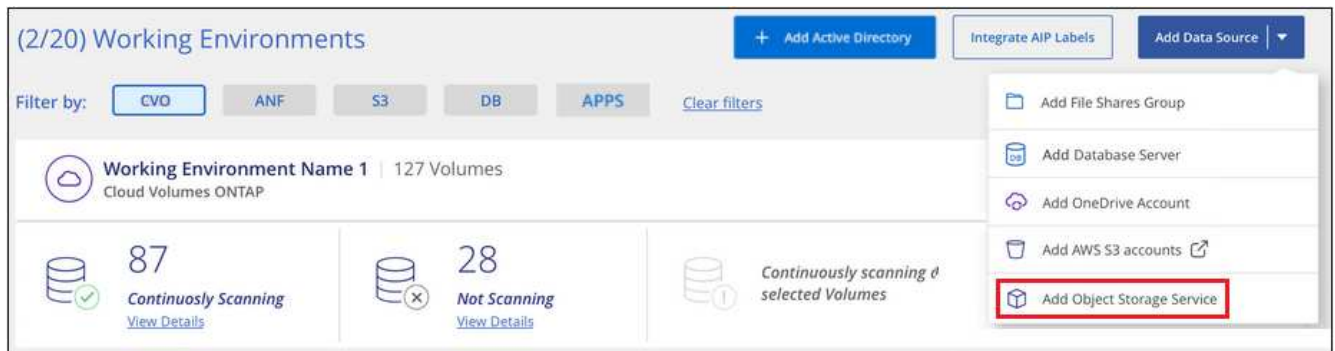 (2/20) Working Environments
+ Add Active Directory
Integrate AIP Labels
Add Data Source
Filter by:
CVO
ANF
S3
DB
APPS
Clear filters
Add File Shares Group
DB
Add Database Server
Add OneDrive Account
Add AWS S3 accounts
Add Object Storage Service
Working Environment Name 1 | 127 Volumes
Cloud Volumes ONTAP
87
Continuosly Scanning
View Details
28
Not Scanning
View Details
Continuously scanning
selected Volumes